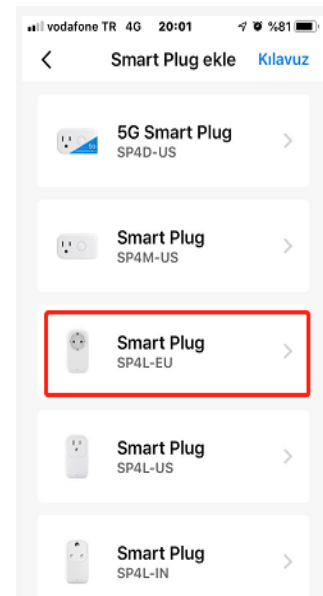 vodafone TR 4G 20:01 %81
Smart Plug ekle Kılavuz
5G Smart Plug
SP4D-US
Smart Plug
SP4M-US
Smart Plug
SP4L-EU
Smart Plug
SP4L-US
Smart Plug
SP4L-IN